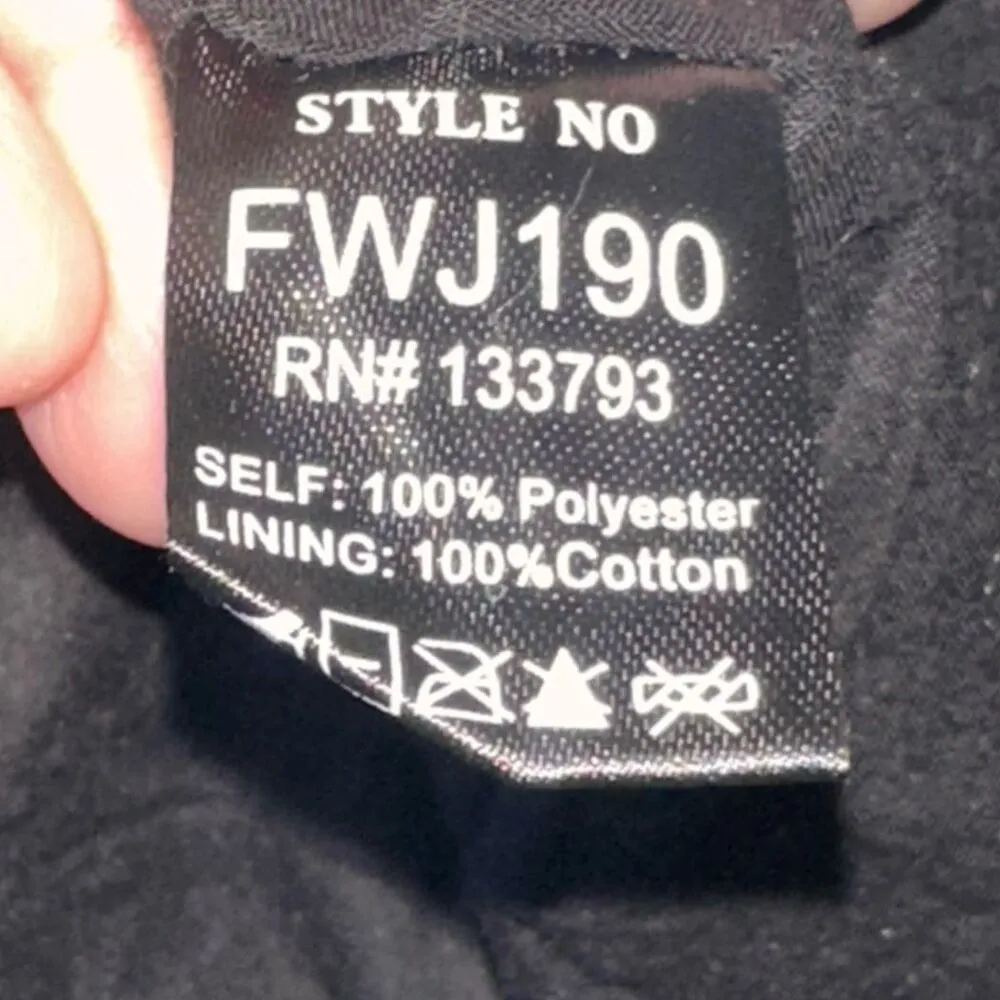 STYLE NO
FWJ190
RN# 133793
SELF: 100% Polyester
LINING: 100%Cotton